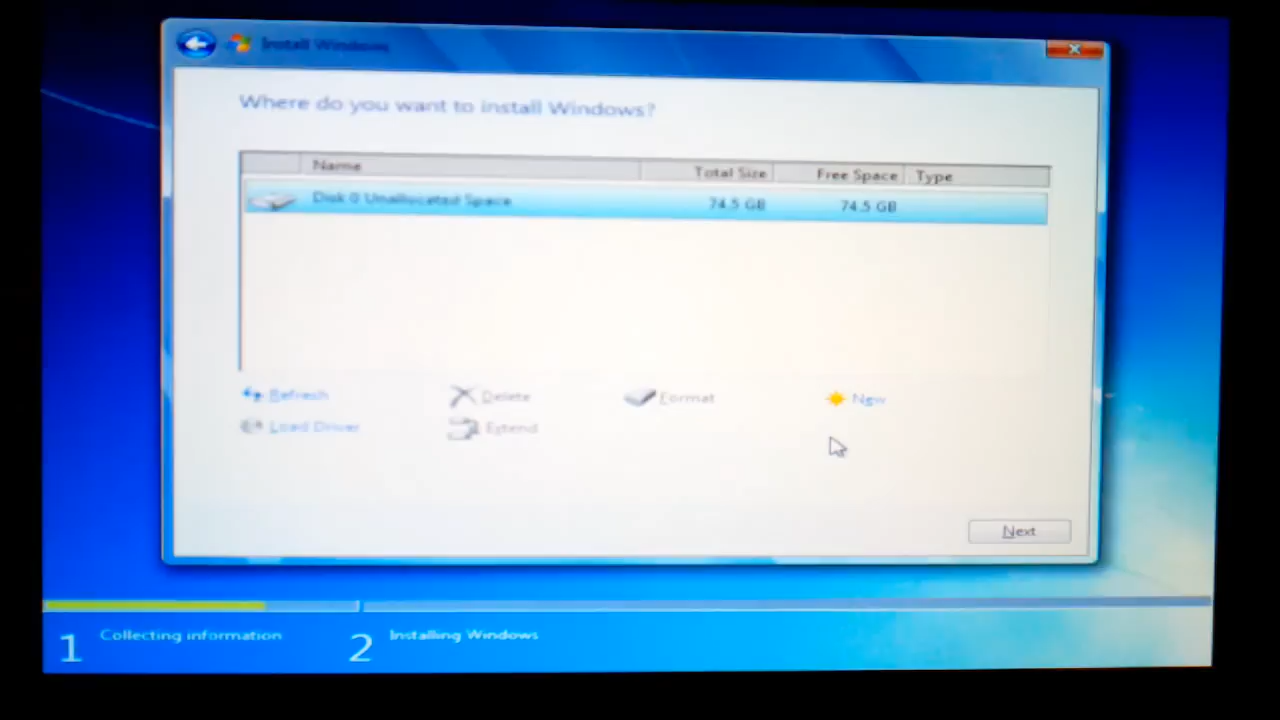 Install Windows
Where do you want to install Windows?
Name Total Size Free Space Type
Disk 0 Unallocated Space 74.5 GB 74.5 GB
Refresh Delete Format New
Load Driver Extend
Next
1 Collecting information 2 Installing Windows